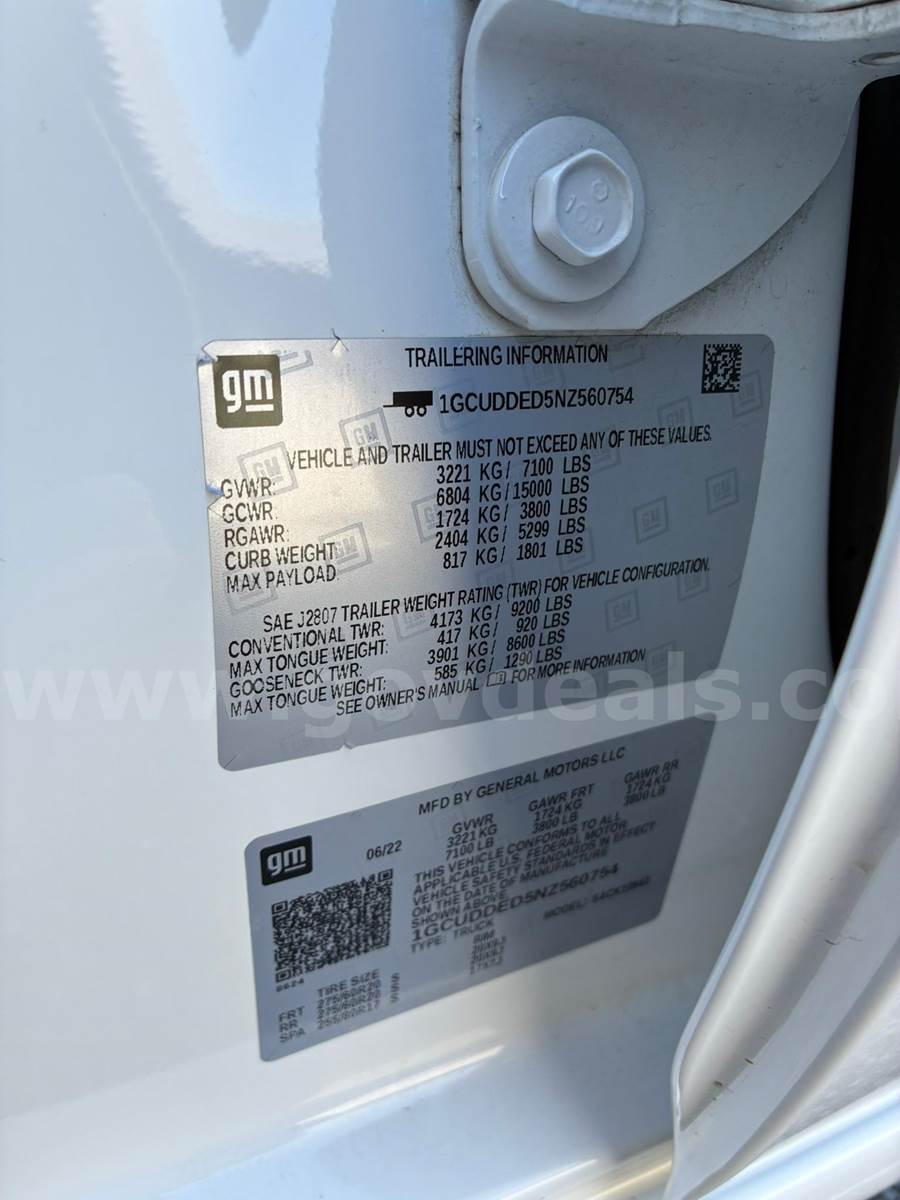 103
gm
TRAILERING INFORMATION
1GCUDDED5NZ560754
VEHICLE AND TRAILER MUST NOT EXCEED ANY OF THESE VALUES.
GVWR: 3221 KG/ 7100 LBS
GCWR: 6804 KG/15000 LBS
RGAWR: 1724 KG/ 3800 LBS
CURB WEIGHT: 2404 KG/ 5299 LBS
MAX PAYLOAD: 817 KG/ 1801 LBS
SAE J2807 TRAILER WEIGHT RATING (TWR) FOR VEHICLE CONFIGURATION.
CONVENTIONAL TWR: 4173 KG/ 9200 LBS
MAX TONGUE WEIGHT: 417 KG/ 920 LBS
GOOSENECK TWR: 3901 KG/ 8600 LBS
MAX TONGUE WEIGHT: 585 KG/ 1290 LBS
SEE OWNER'S MANUAL FOR MORE INFORMATION
www.govdeals.co
gm
MFD BY GENERAL MOTORS LLC
06/22
GVWR GAWR FRT GAWR RR
3221 KG 1724 KG 1724 KG
7100 LB 3800 LB 3800 LB
THIS VEHICLE CONFORMS TO ALL
APPLICABLE U.S. FEDERAL MOTOR
VEHICLE SAFETY STANDARDS IN EFFECT
ON THE DATE OF MANUFACTURE
SHOWN ABOVE.
1GCUDDED5NZ560754
TYPE: TRUCK MODEL:
0624
TIRE SIZE RIM
FRT 275/60R20 S
RR 275/60R20 S
SPA 255/80R17 S